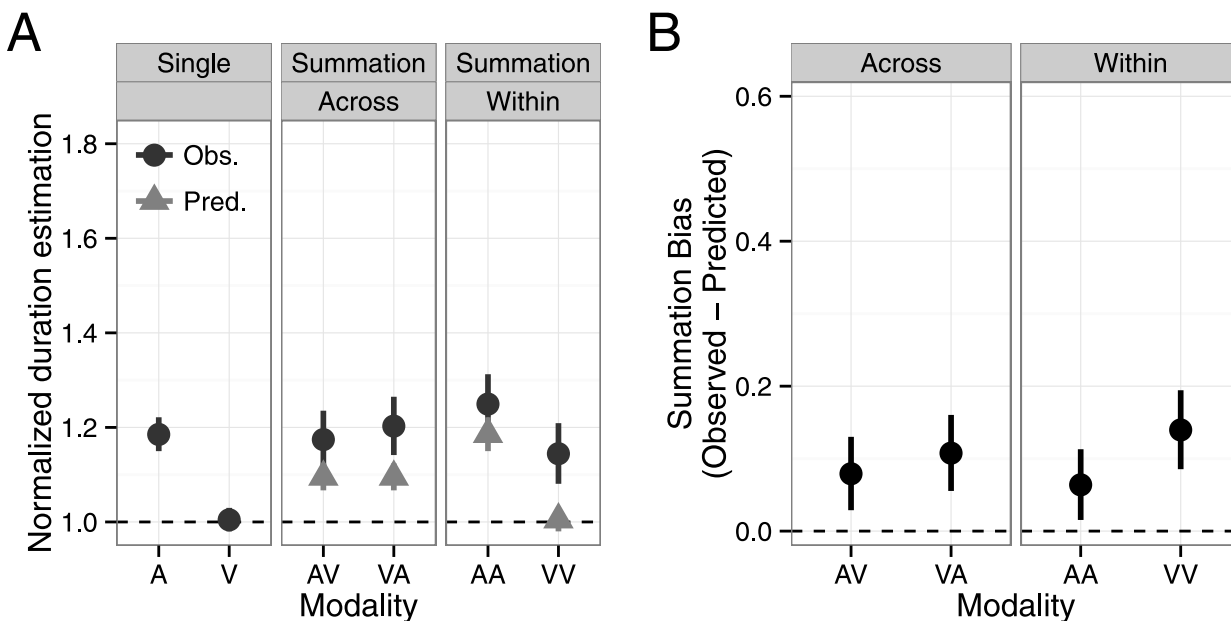 A
Single
Summation
Summation
Across
Within
Normalized duration estimation
1.8
1.6
1.4
1.2
1.0
Obs.
Pred.
A
V
AV
VA
AA
VV
Modality
B
Across
Within
Summation Bias
(Observed − Predicted)
0.6
0.4
0.2
0.0
AV
VA
AA
VV
Modality